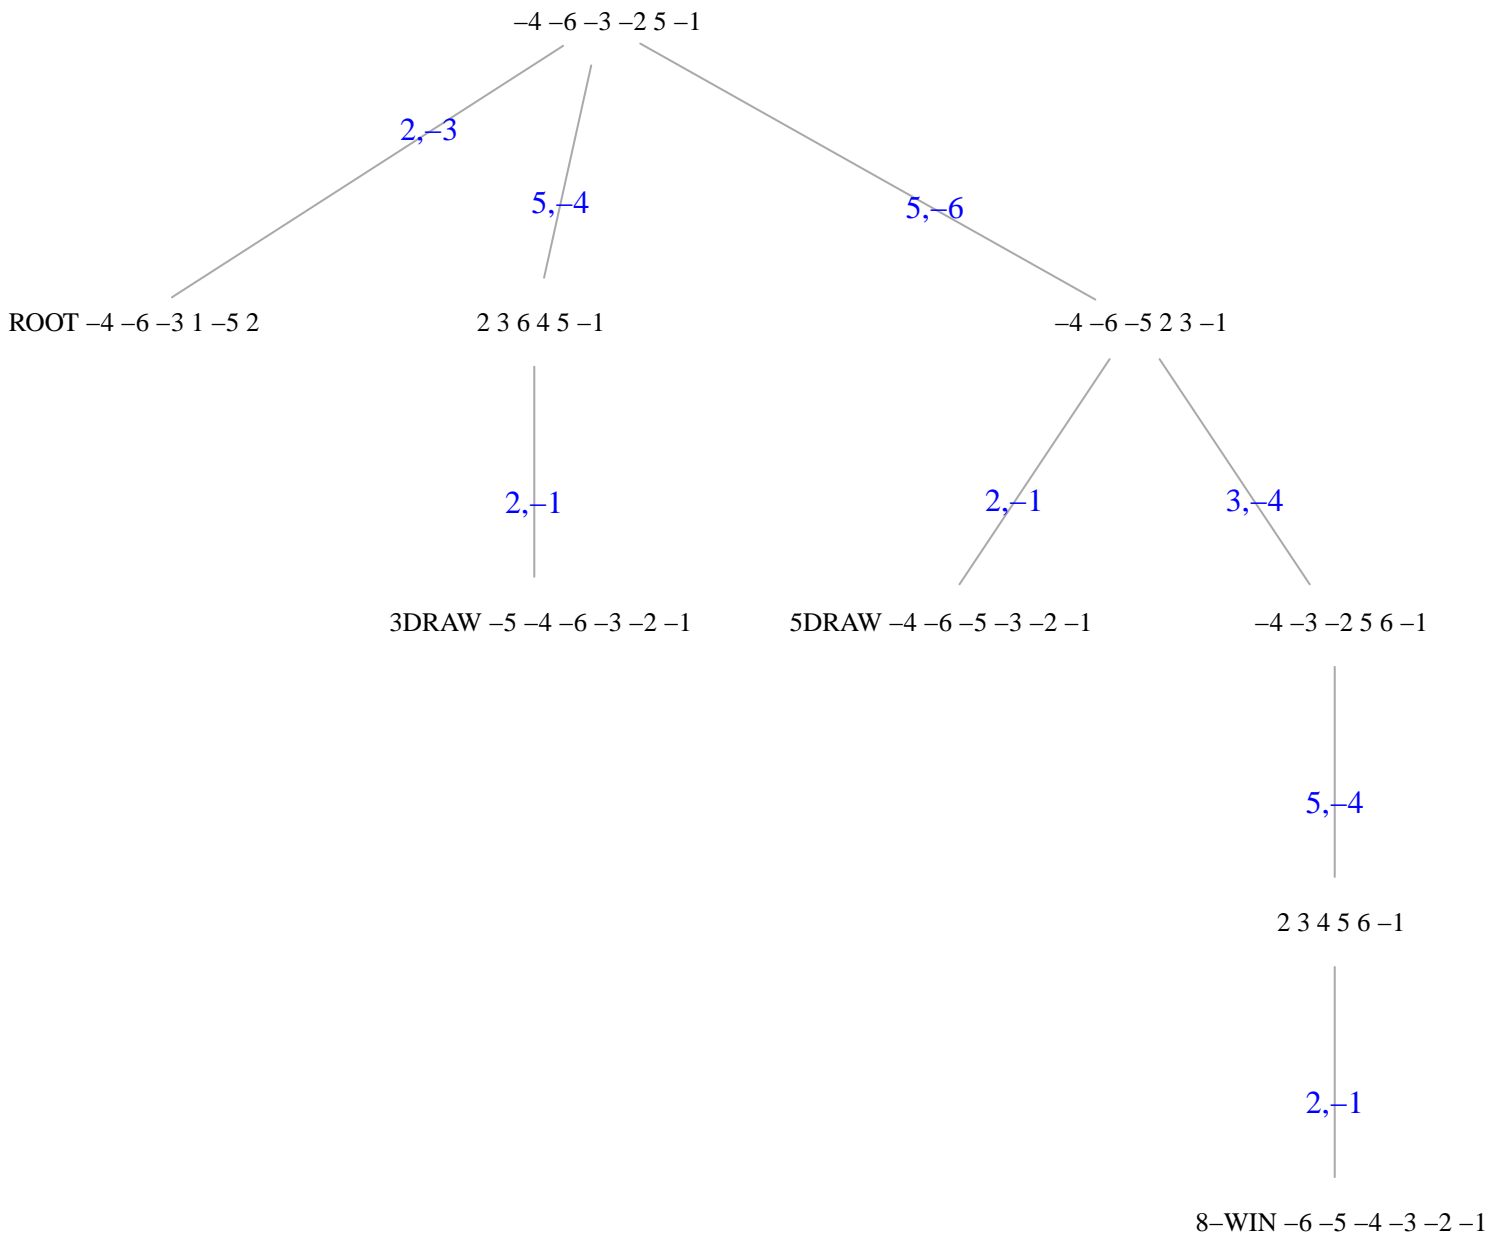 –4 –6 –3 –2 5 –1
2,–3
5,–4
5,–6
ROOT –4 –6 –3 1 –5 2
2 3 6 4 5 –1
–4 –6 –5 2 3 –1
2,–1
2,–1
3,–4
3DRAW –5 –4 –6 –3 –2 –1
5DRAW –4 –6 –5 –3 –2 –1
–4 –3 –2 5 6 –1
5,–4
2 3 4 5 6 –1
2,–1
8–WIN –6 –5 –4 –3 –2 –1